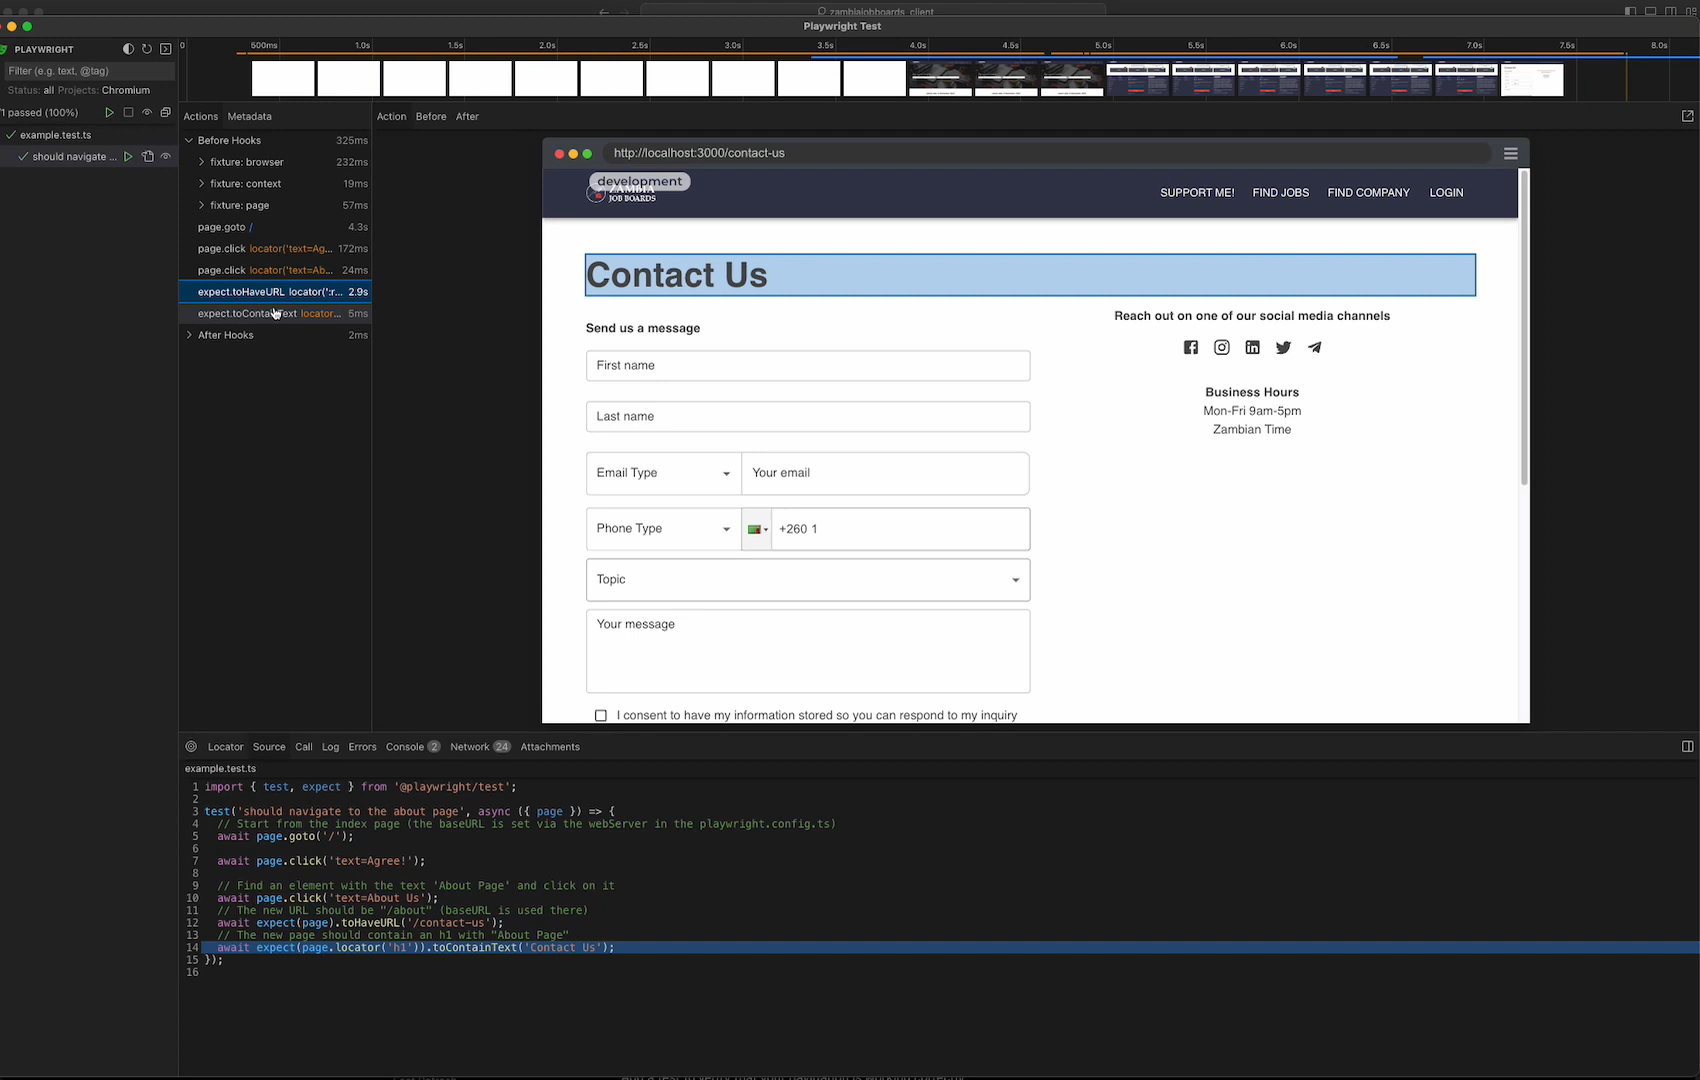 zambiajobboards_client
Playwright Test
PLAYWRIGHT
Filter (e.g. text, @tag)
Status: all Projects: Chromium
1 passed (100%)
example.test.ts
should navigate ...
0
500ms
1.0s
1.5s
2.0s
2.5s
3.0s
3.5s
4.0s
4.5s
5.0s
5.5s
6.0s
6.5s
7.0s
7.5s
8.0s
Actions Metadata
Before Hooks 325ms
fixture: browser 232ms
fixture: context 19ms
fixture: page 57ms
page.goto / 4.3s
page.click locator('text=Ag... 172ms
page.click locator('text=Ab... 24ms
expect.toHaveURL locator(':r... 2.9s
expect.toContainText locator... 5ms
After Hooks 2ms
Action Before After
http://localhost:3000/contact-us
development
ZAMBIA
JOB BOARDS
SUPPORT ME! FIND JOBS FIND COMPANY LOGIN
Contact Us
Send us a message
First name
Last name
Email Type Your email
Phone Type +260 1
Topic
Your message
I consent to have my information stored so you can respond to my inquiry
Reach out on one of our social media channels
Business Hours
Mon-Fri 9am-5pm
Zambian Time
Locator Source Call Log Errors Console 2 Network 24 Attachments
example.test.ts
1 import { test, expect } from '@playwright/test';
2
3 test('should navigate to the about page', async ({ page }) => {
4 // Start from the index page (the baseURL is set via the webServer in the playwright.config.ts)
5 await page.goto('/');
6
7 await page.click('text=Agree!');
8
9 // Find an element with the text 'About Page' and click on it
10 await page.click('text=About Us');
11 // The new URL should be "/about" (baseURL is used there)
12 await expect(page).toHaveURL('/contact-us');
13 // The new page should contain an h1 with "About Page"
14 await expect(page.locator('h1')).toContainText('Contact Us');
15 });
16